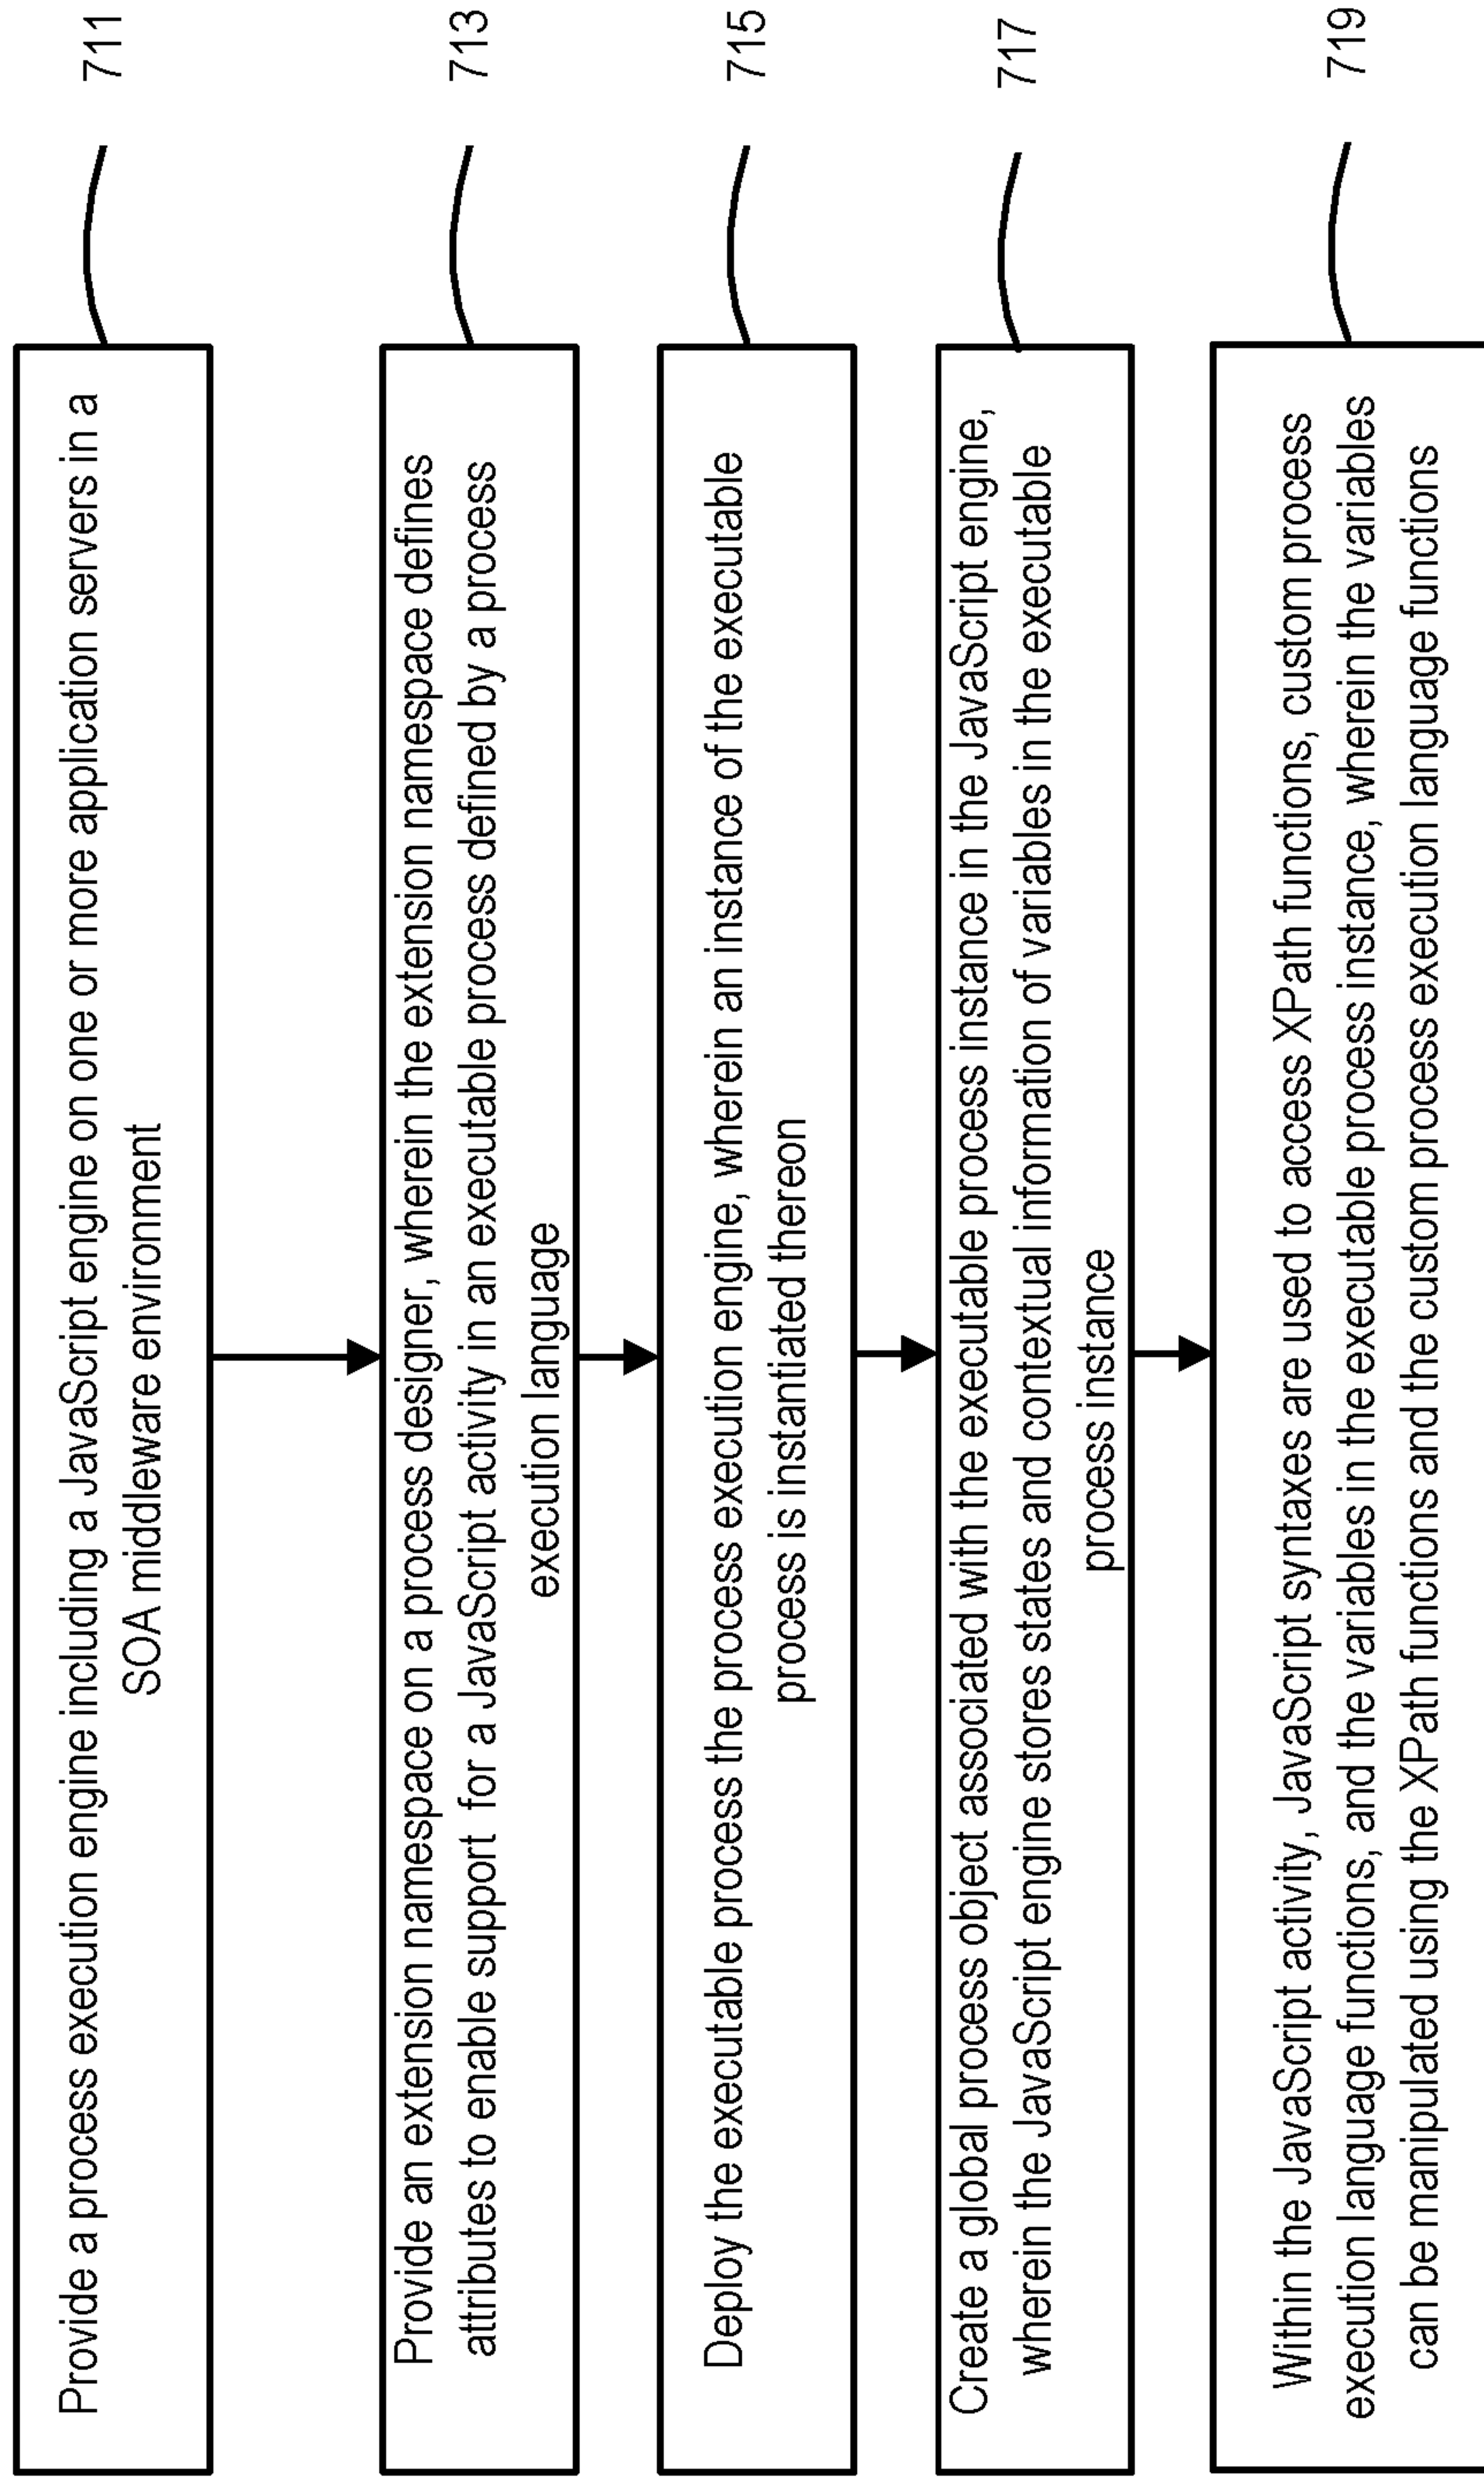 Provide a process execution engine including a JavaScript engine on one or more application servers in a
SOA middleware environment
711
Provide an extension namespace on a process designer, wherein the extension namespace defines
attributes to enable support for a JavaScript activity in an executable process defined by a process
execution language
713
Deploy the executable process the process execution engine, wherein an instance of the executable
process is instantiated thereon
715
Create a global process object associated with the executable process instance in the JavaScript engine,
wherein the JavaScript engine stores states and contextual information of variables in the executable
process instance
717
Within the JavaScript activity, JavaScript syntaxes are used to access XPath functions, custom process
execution language functions, and the variables in the executable process instance, wherein the variables
can be manipulated using the XPath functions and the custom process execution language functions
719